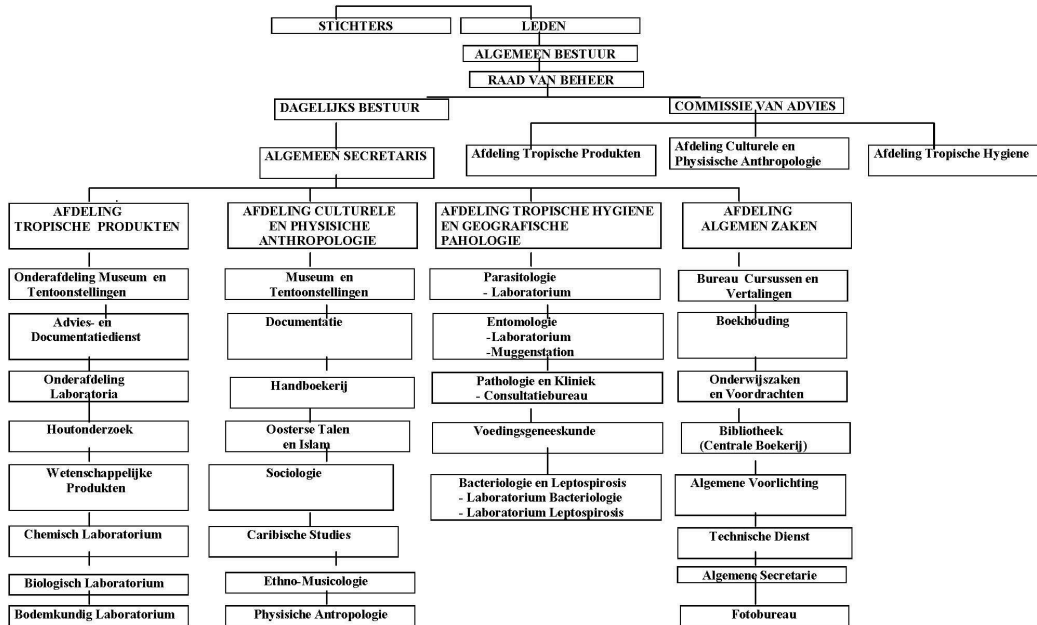 STICHTERS
LEDEN
ALGEMEEN BESTUUR
RAAD VAN BEHEER
DAGELIJKS BESTUUR
COMMISSIE VAN ADVIES
ALGEMEEN SECRETARIS
Afdeling Tropische Produkten
Afdeling Culturele en
Physische Anthropologie
Afdeling Tropische Hygiene
AFDELING
TROPISCHE PRODUKTEN
Onderafdeling Museum en
Tentoonstellingen
Advies- en
Documentatiedienst
Onderafdeling
Laboratoria
Houtonderzoek
Wetenschappelijke
Produkten
Chemisch Laboratorium
Biologisch Laboratorium
Bodemkundig Laboratorium
AFDELING CULTURELE
EN PHYSISICHE
ANTHROPOLOGIE
Museum en
Tentoonstellingen
Documentatie
Handboekerij
Oosterse Talen
en Islam
Sociologie
Caribische Studies
Ethno-Musicologie
Physische Antropologie
AFDELING TROPISCHE HYGIENE
EN GEOGRAFISCHE
PAHOLOGIE
Parasitologie
- Laboratorium
Entomologie
-Laboratorium
-Muggenstation
Pathologie en Kliniek
- Consultatiebureau
Voedingsgeneeskunde
Bacteriologie en Leptospirosis
- Laboratorium Bacteriologie
- Laboratorium Leptospirosis
AFDELING
ALGEMEN ZAKEN
Bureau Cursussen en
Vertalingen
Boekhouding
Onderwijszaken
en Voordrachten
Bibliotheek
(Centrale Boekerij)
Algemene Voorlichting
Technische Dienst
Algemene Secretarie
Fotobureau